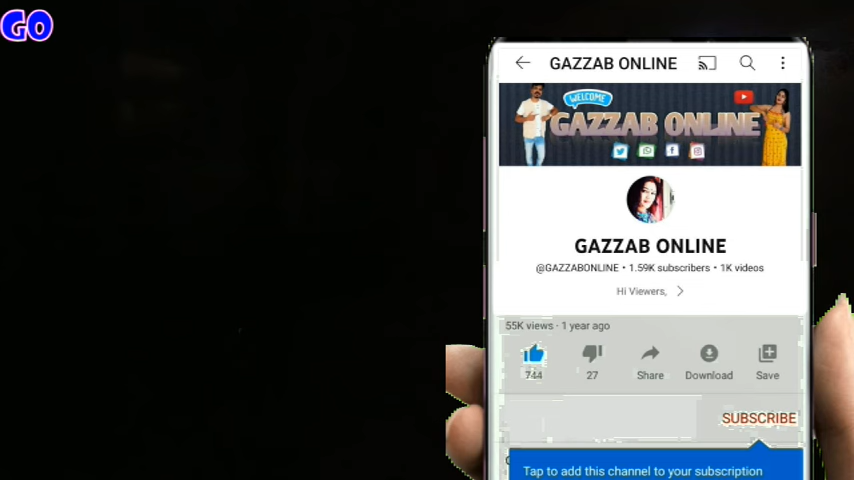 GO
GAZZAB ONLINE
WELCOME
GAZZAB ONLINE
GAZZAB ONLINE
@GAZZABONLINE • 1.59K subscribers • 1K videos
Hi Viewers,
55K views · 1 year ago
744
27
Share
Download
Save
SUBSCRIBE
Tap to add this channel to your subscription